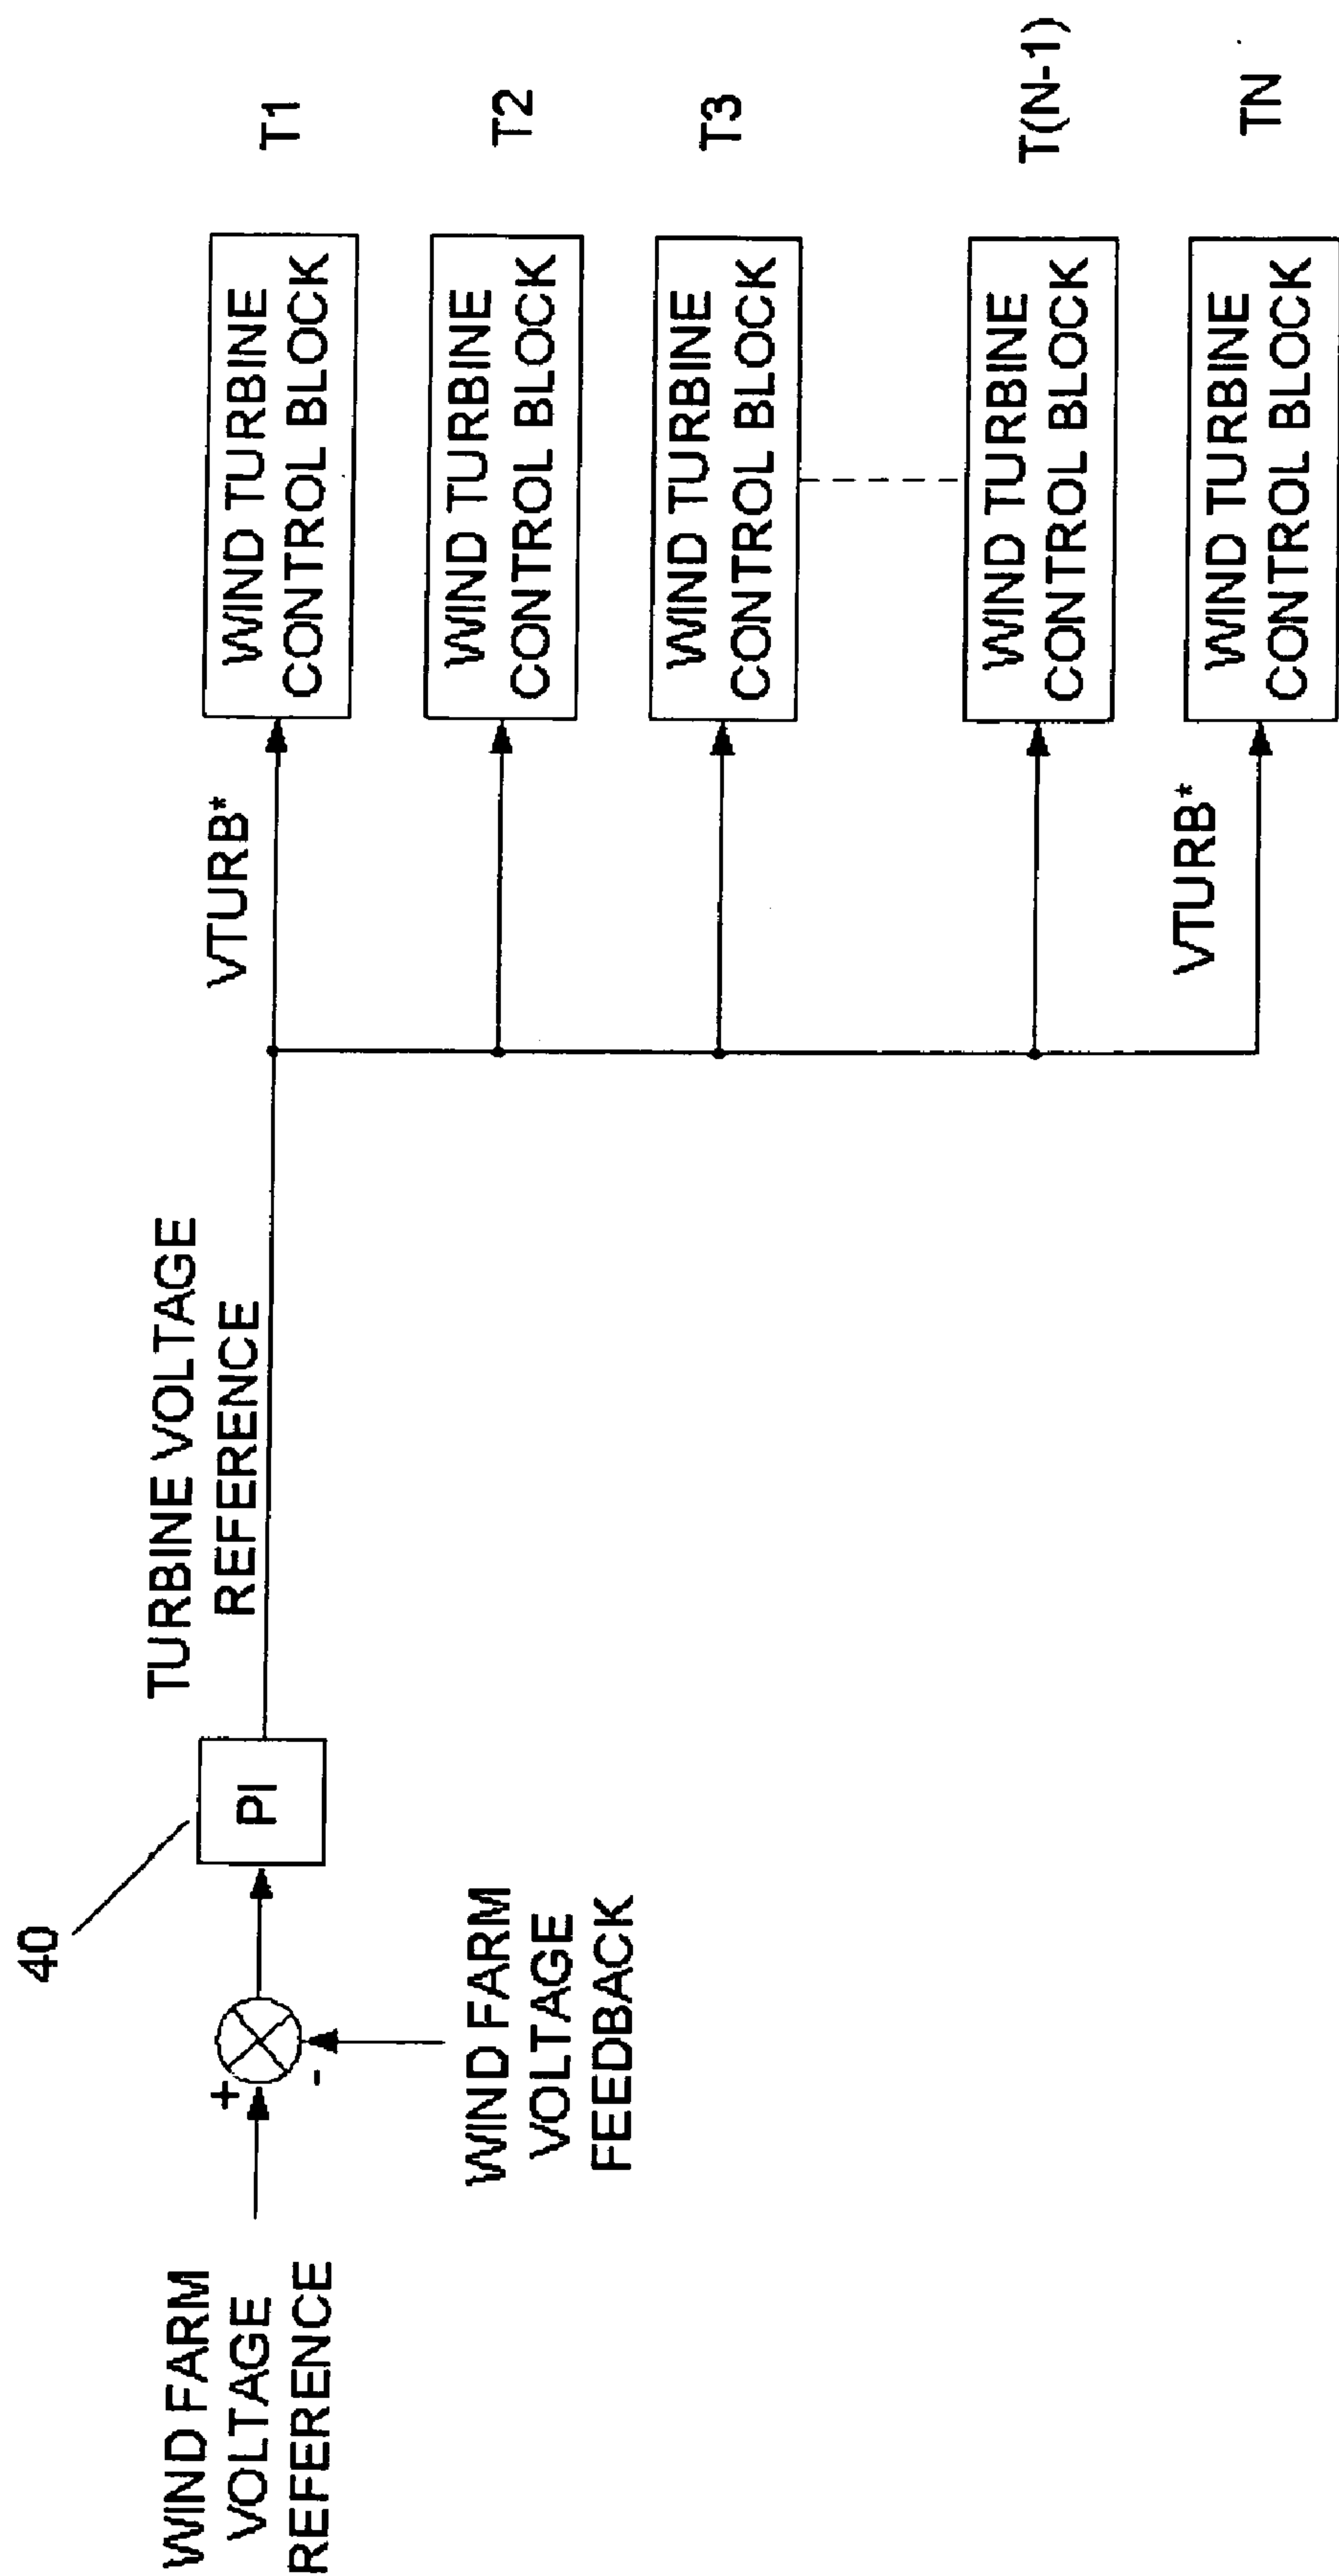 WIND FARM
VOLTAGE
REFERENCE
+
-
WIND FARM
VOLTAGE
FEEDBACK
40
PI
TURBINE VOLTAGE
REFERENCE
VTURB*
WIND TURBINE
CONTROL BLOCK
T1
WIND TURBINE
CONTROL BLOCK
T2
WIND TURBINE
CONTROL BLOCK
T3
WIND TURBINE
CONTROL BLOCK
T(N-1)
VTURB*
WIND TURBINE
CONTROL BLOCK
TN